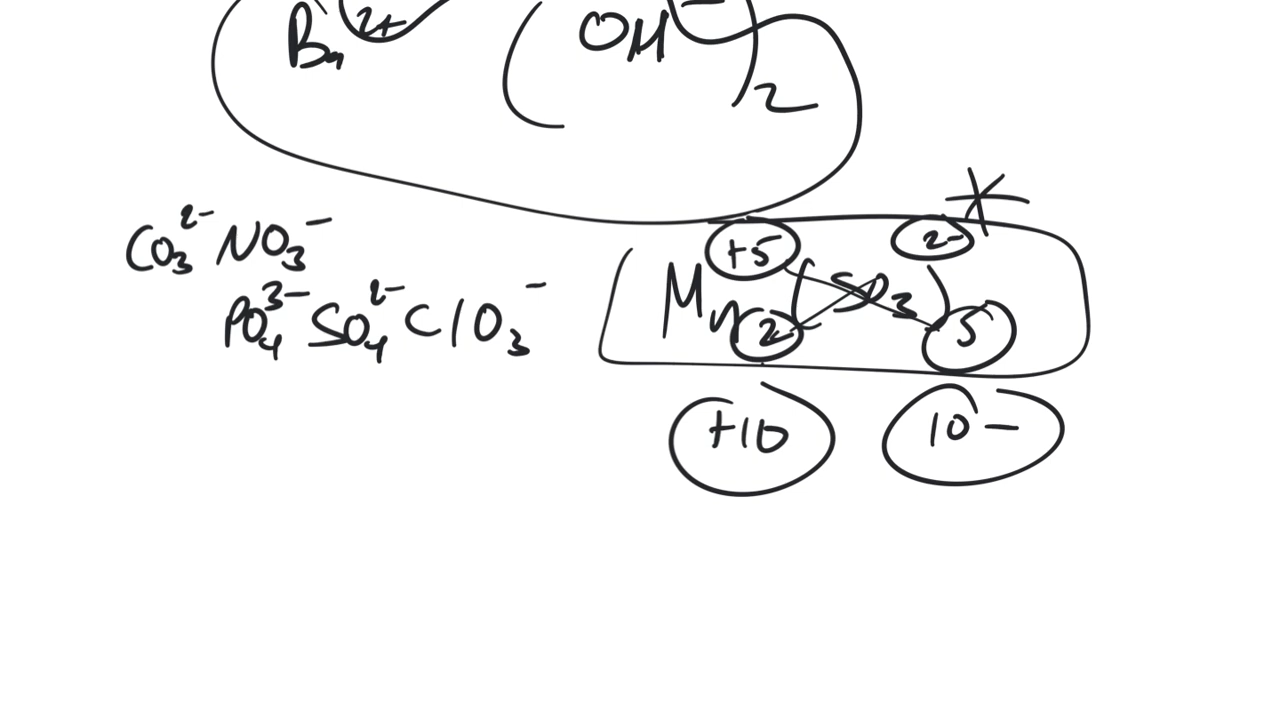 Ba 2+ (OH-)2
CO3 2- NO3 -
PO4 3- SO4 2- ClO3 -
+5 2-
Mn2(SO3)5
+10 10-